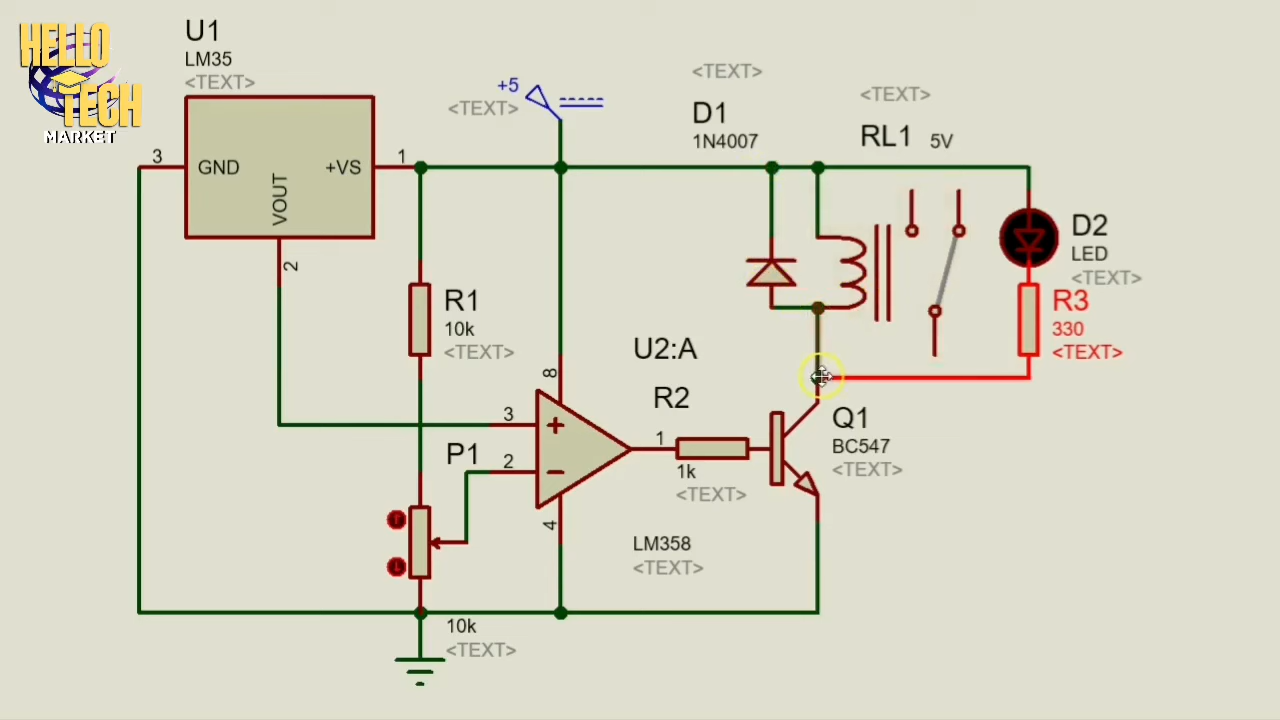 HELLO
TECH
MARKET
U1
LM35
<TEXT>
3
GND
VOUT
+VS
1
2
+5
<TEXT>
<TEXT>
D1
1N4007
<TEXT>
RL1
5V
D2
LED
<TEXT>
R1
10k
<TEXT>
R3
330
<TEXT>
U2:A
8
3
2
1
4
R2
1k
<TEXT>
Q1
BC547
<TEXT>
P1
LM358
<TEXT>
10k
<TEXT>